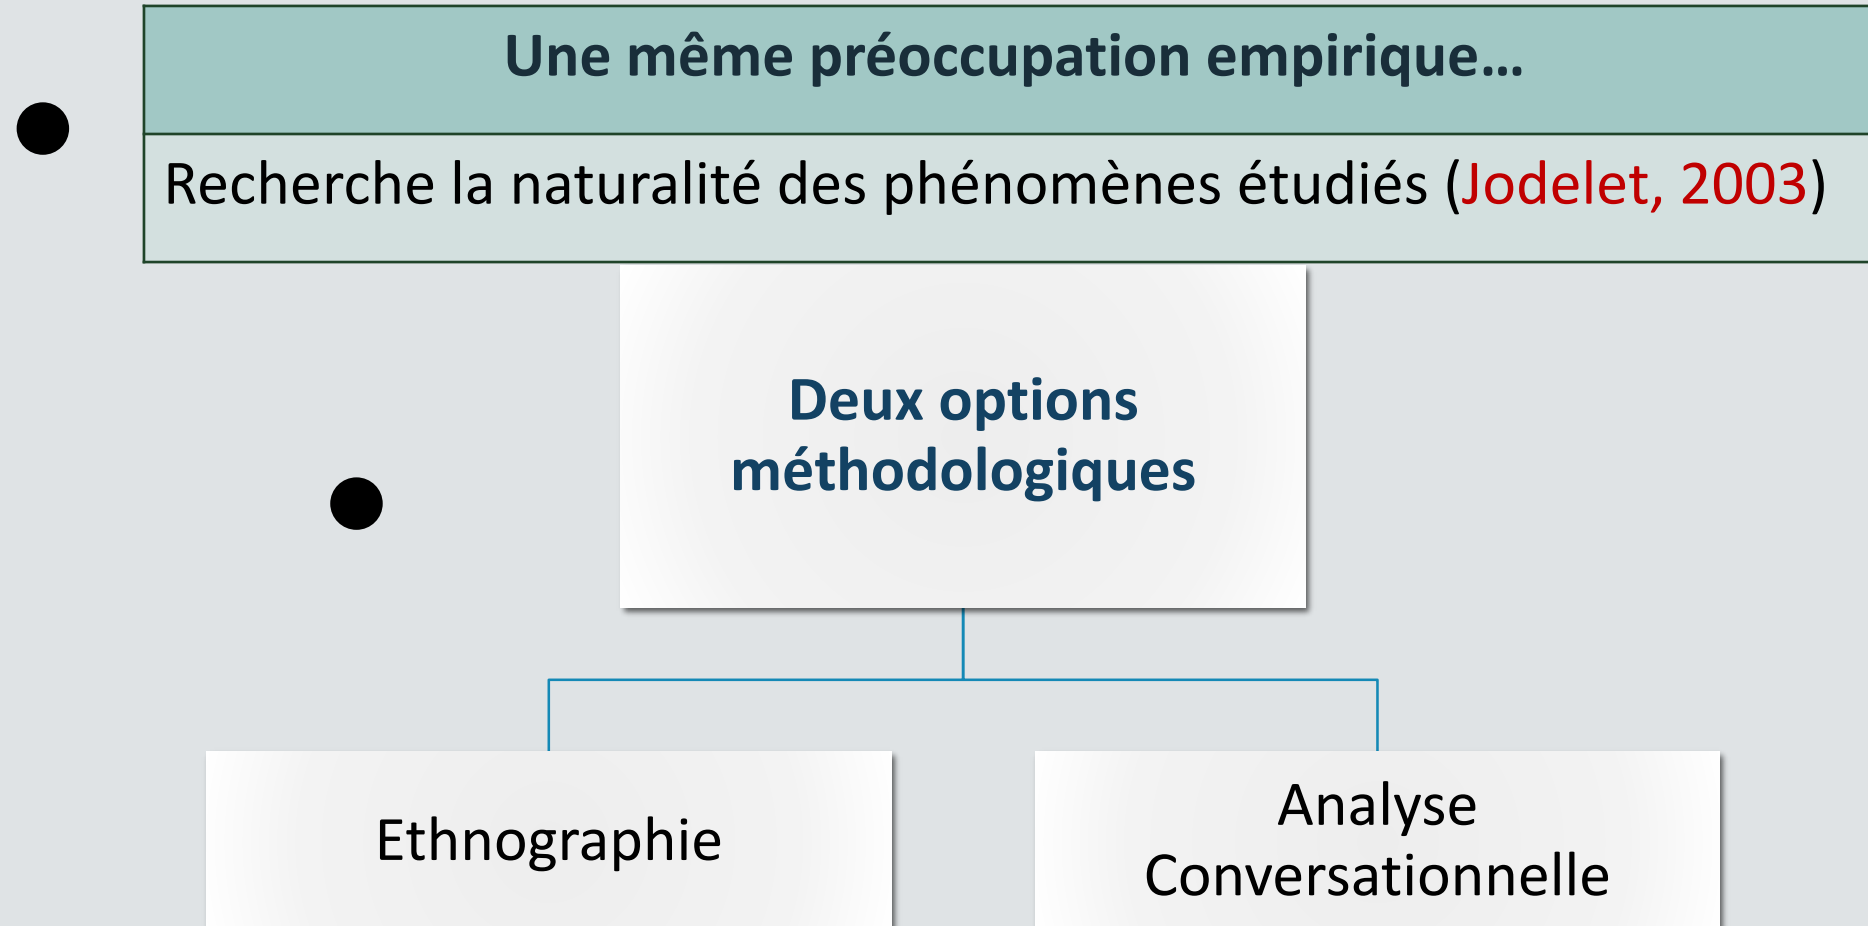 Une même préoccupation empirique…
Recherche la naturalité des phénomènes étudiés (Jodelet, 2003)
Deux options
méthodologiques
Ethnographie
Analyse
Conversationnelle